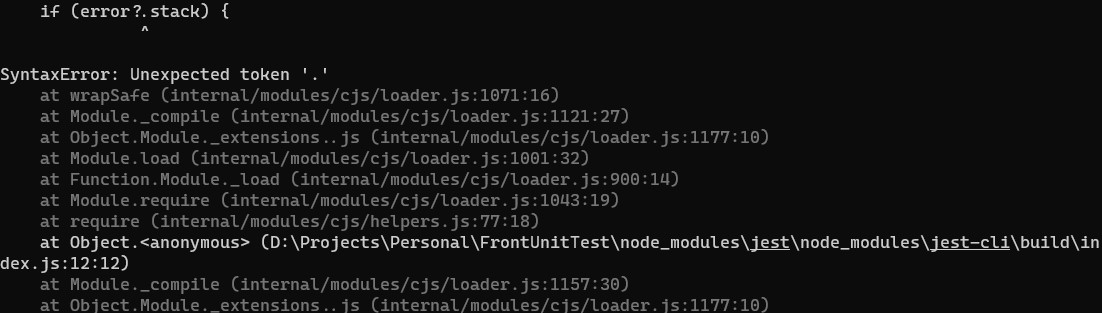 if (error?.stack) {
^
SyntaxError: Unexpected token '.'
at wrapSafe (internal/modules/cjs/loader.js:1071:16)
at Module._compile (internal/modules/cjs/loader.js:1121:27)
at Object.Module._extensions..js (internal/modules/cjs/loader.js:1177:10)
at Module.load (internal/modules/cjs/loader.js:1001:32)
at Function.Module._load (internal/modules/cjs/loader.js:900:14)
at Module.require (internal/modules/cjs/loader.js:1043:19)
at require (internal/modules/cjs/helpers.js:77:18)
at Object.<anonymous> (D:\Projects\Personal\FrontUnitTest\node_modules\jest\node_modules\jest-cli\build\in
dex.js:12:12)
at Module._compile (internal/modules/cjs/loader.js:1157:30)
at Object.Module._extensions..js (internal/modules/cjs/loader.js:1177:10)